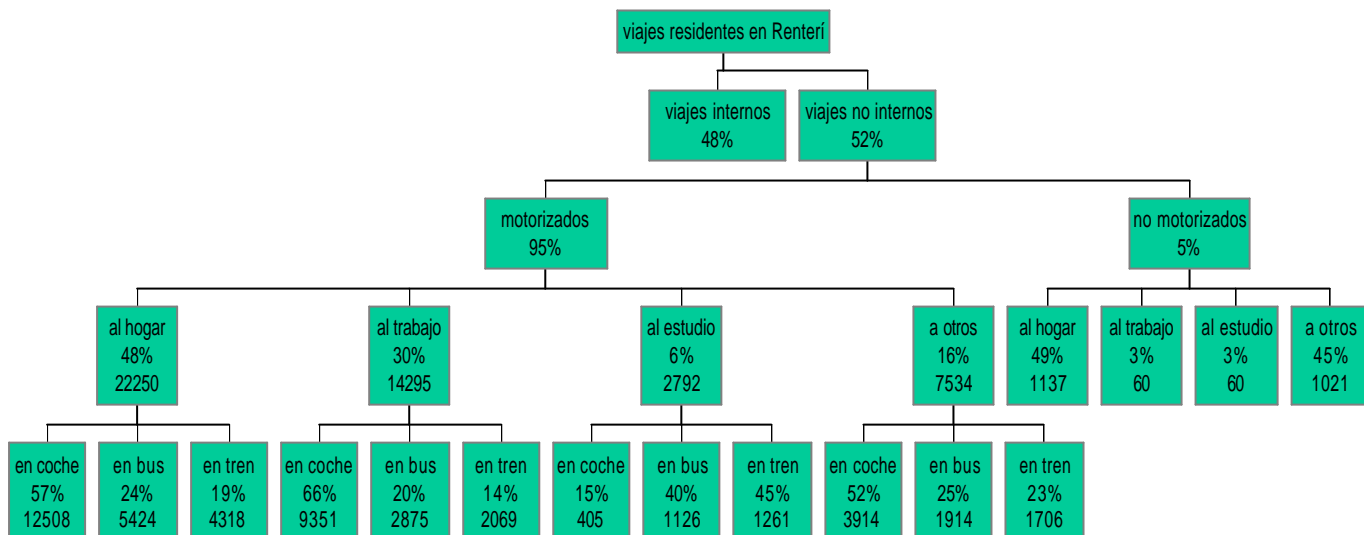 viajes residentes en Renterí
viajes internos
48%
viajes no internos
52%
motorizados
95%
no motorizados
5%
al hogar
48%
22250
al trabajo
30%
14295
al estudio
6%
2792
a otros
16%
7534
al hogar
49%
1137
al trabajo
3%
60
al estudio
3%
60
a otros
45%
1021
en coche
57%
12508
en bus
24%
5424
en tren
19%
4318
en coche
66%
9351
en bus
20%
2875
en tren
14%
2069
en coche
15%
405
en bus
40%
1126
en tren
45%
1261
en coche
52%
3914
en bus
25%
1914
en tren
23%
1706